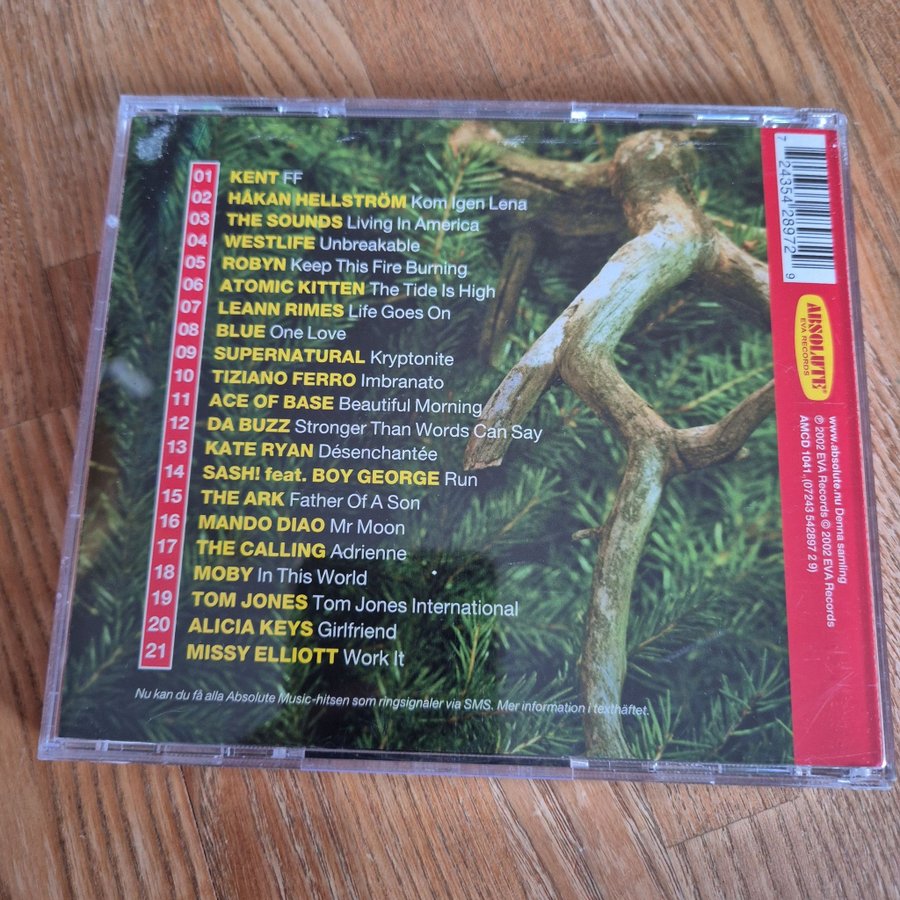 01 KENT FF
02 HÅKAN HELLSTRÖM Kom Igen Lena
03 THE SOUNDS Living In America
04 WESTLIFE Unbreakable
05 ROBYN Keep This Fire Burning
06 ATOMIC KITTEN The Tide Is High
07 LEANN RIMES Life Goes On
08 BLUE One Love
09 SUPERNATURAL Kryptonite
10 TIZIANO FERRO Imbranato
11 ACE OF BASE Beautiful Morning
12 DA BUZZ Stronger Than Words Can Say
13 KATE RYAN Désenchantée
14 SASH! feat. BOY GEORGE Run
15 THE ARK Father Of A Son
16 MANDO DIAO Mr Moon
17 THE CALLING Adrienne
18 MOBY In This World
19 TOM JONES Tom Jones International
20 ALICIA KEYS Girlfriend
21 MISSY ELLIOTT Work It
Nu kan du få alla Absolute Music-hitsen som ringsignaler via SMS. Mer information i texthäftet.
7 24354 28972 9
ABSOLUTE
EVA RECORDS
www.absolute.nu Denna samling
℗ 2002 EVA Records © 2002 EVA Records
AMCD 1041 (07243 542897 2 9)